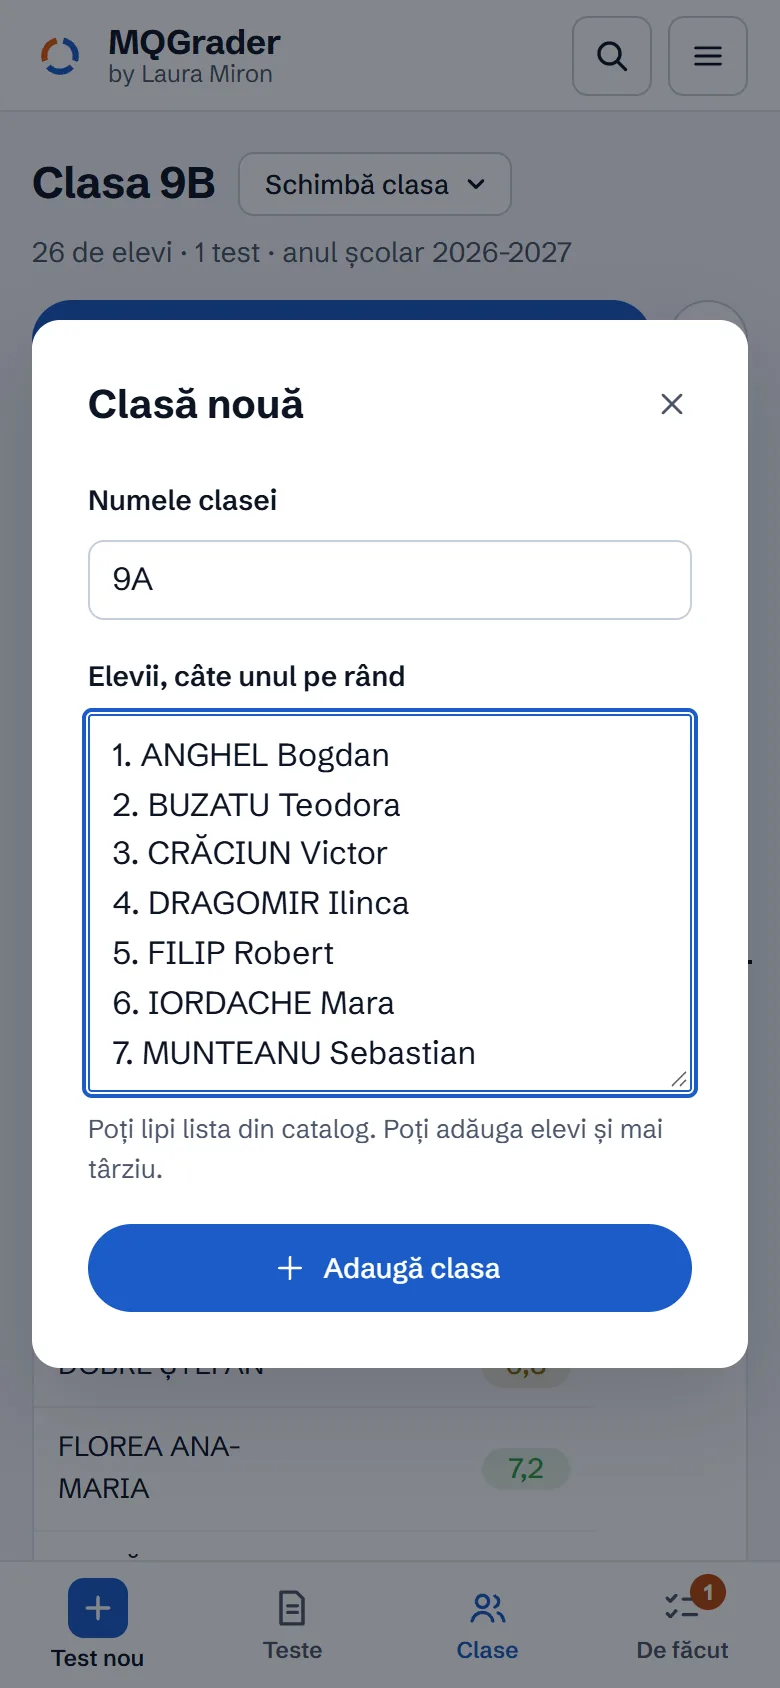 MQGrader
by Laura Miron
Clasa 9B
Schimbă clasa
26 de elevi · 1 test · anul școlar 2026-2027
Clasă nouă
Numele clasei
9A
Elevii, câte unul pe rând
1. ANGHEL Bogdan
2. BUZATU Teodora
3. CRĂCIUN Victor
4. DRAGOMIR Ilinca
5. FILIP Robert
6. IORDACHE Mara
7. MUNTEANU Sebastian
Poți lipi lista din catalog. Poți adăuga elevi și mai
târziu.
Adaugă clasa
DOBRE ȘTEFAN
FLOREA ANA-
MARIA
7,2
Test nou
Teste
Clase
1
De făcut